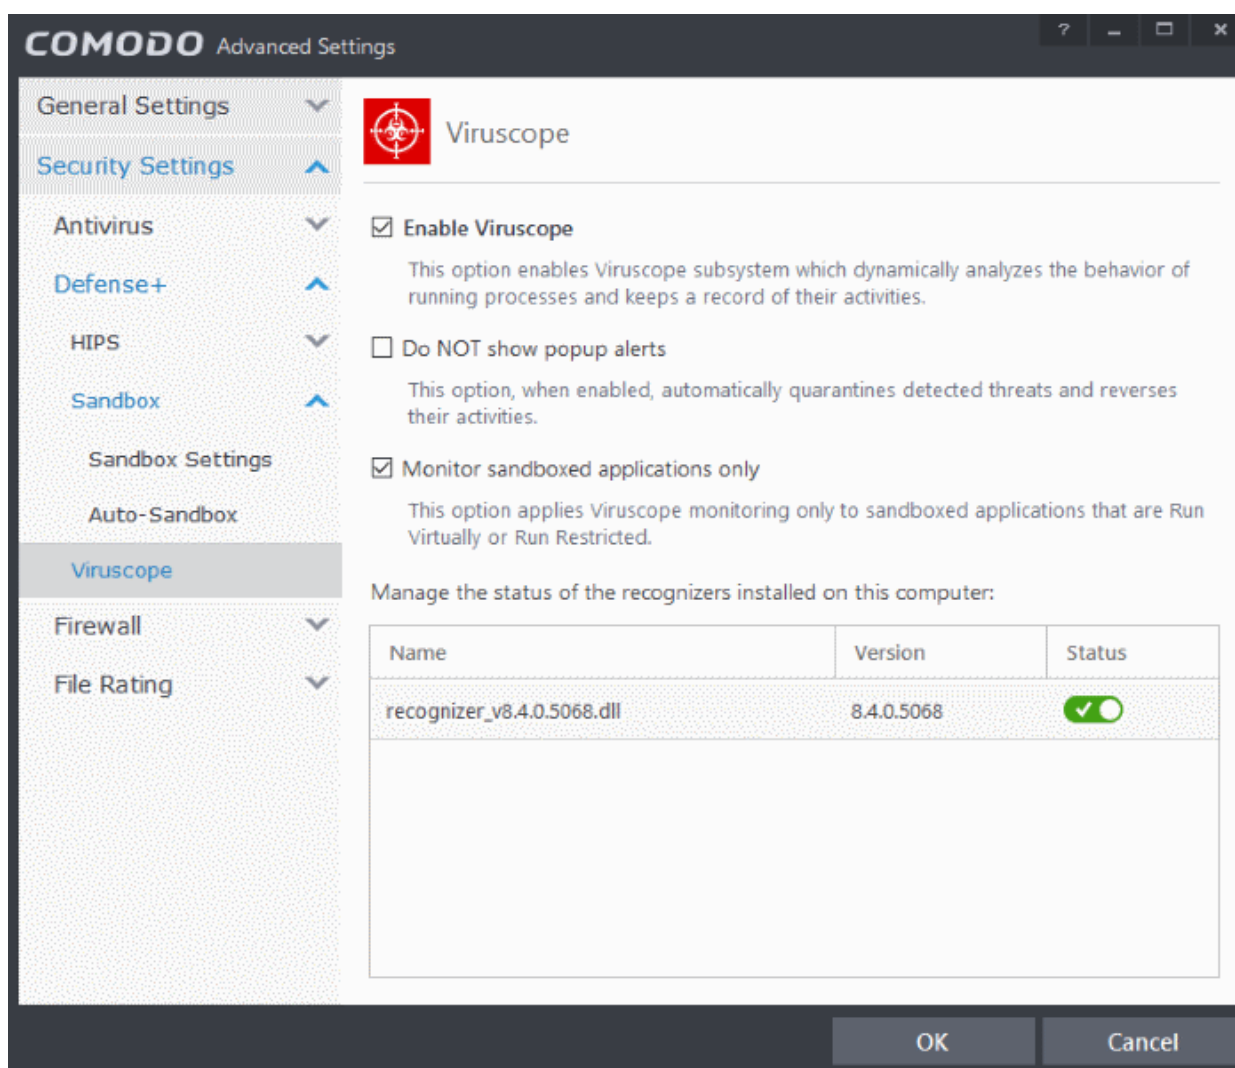 COMODO Advanced Settings
?
General Settings
Security Settings
Antivirus
Defense+
HIPS
Sandbox
Sandbox Settings
Auto-Sandbox
Viruscope
Firewall
File Rating
Viruscope
Enable Viruscope
This option enables Viruscope subsystem which dynamically analyzes the behavior of
running processes and keeps a record of their activities.
Do NOT show popup alerts
This option, when enabled, automatically quarantines detected threats and reverses
their activities.
Monitor sandboxed applications only
This option applies Viruscope monitoring only to sandboxed applications that are Run
Virtually or Run Restricted.
Manage the status of the recognizers installed on this computer:
Name Version Status
recognizer_v8.4.0.5068.dll 8.4.0.5068
OK Cancel